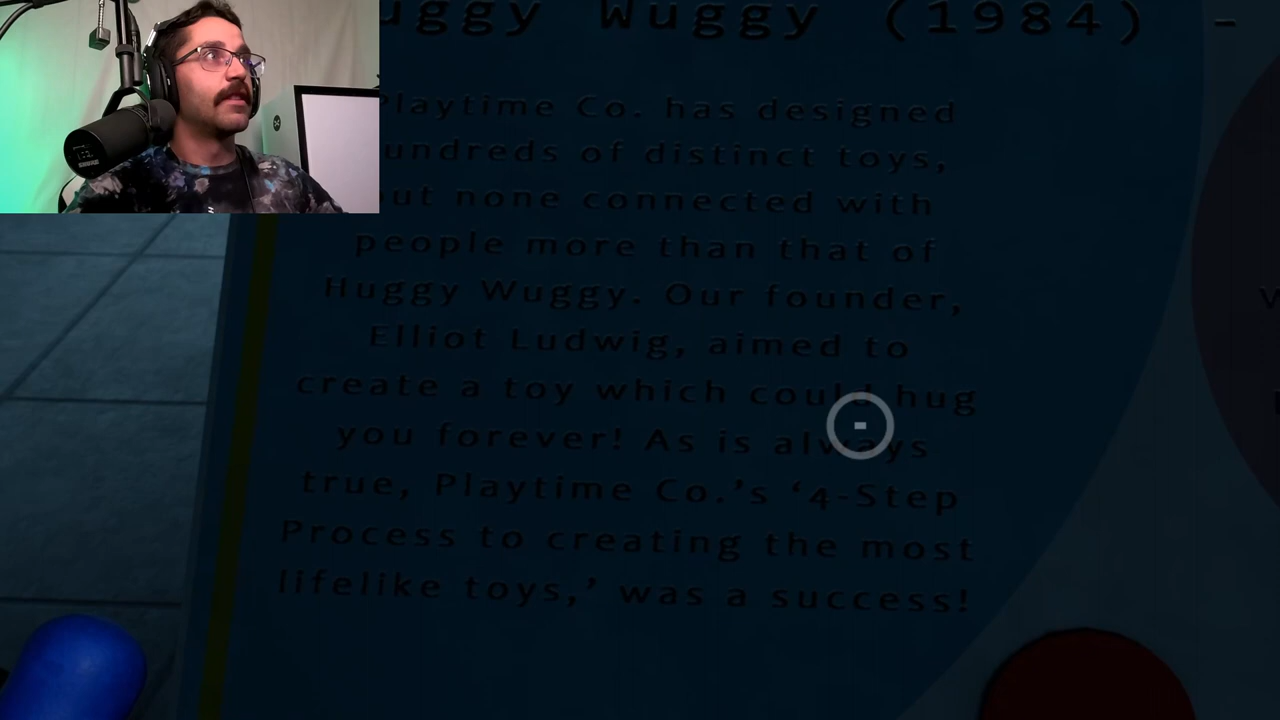 uggy Wuggy (1984) -
Playtime Co. has designed
undreds of distinct toys,
out none connected with
people more than that of
Huggy Wuggy. Our founder,
Elliot Ludwig, aimed to
create a toy which could hug
you forever! As is always
true, Playtime Co.'s ‘4-Step
Process to creating the most
lifelike toys,’ was a success!